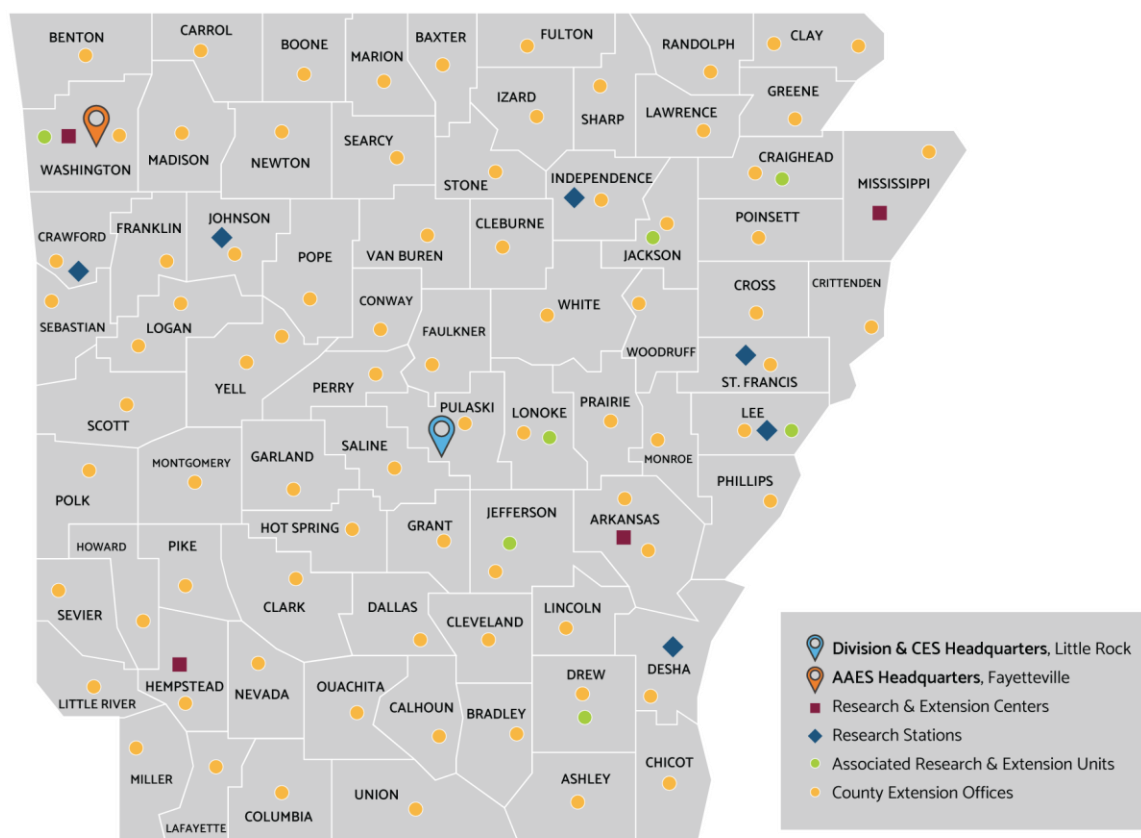 BENTON
CARROL
BOONE
MARION
BAXTER
FULTON
RANDOLPH
CLAY
IZARD
SHARP
LAWRENCE
GREENE
WASHINGTON
MADISON
NEWTON
SEARCY
STONE
INDEPENDENCE
CRAIGHEAD
MISSISSIPPI
CRAWFORD
FRANKLIN
JOHNSON
POPE
VAN BUREN
CLEBURNE
JACKSON
POINSETT
SEBASTIAN
LOGAN
CONWAY
FAULKNER
WHITE
WOODRUFF
CROSS
CRITTENDEN
SCOTT
YELL
PERRY
PULASKI
LONOKE
PRAIRIE
ST. FRANCIS
LEE
POLK
MONTGOMERY
GARLAND
SALINE
MONROE
PHILLIPS
HOWARD
PIKE
HOT SPRING
GRANT
JEFFERSON
ARKANSAS
SEVIER
CLARK
DALLAS
CLEVELAND
LINCOLN
DESHA
LITTLE RIVER
HEMPSTEAD
NEVADA
OUACHITA
CALHOUN
BRADLEY
DREW
MILLER
LAFAYETTE
COLUMBIA
UNION
ASHLEY
CHICOT
Division & CES Headquarters, Little Rock
AAES Headquarters, Fayetteville
Research & Extension Centers
Research Stations
Associated Research & Extension Units
County Extension Offices